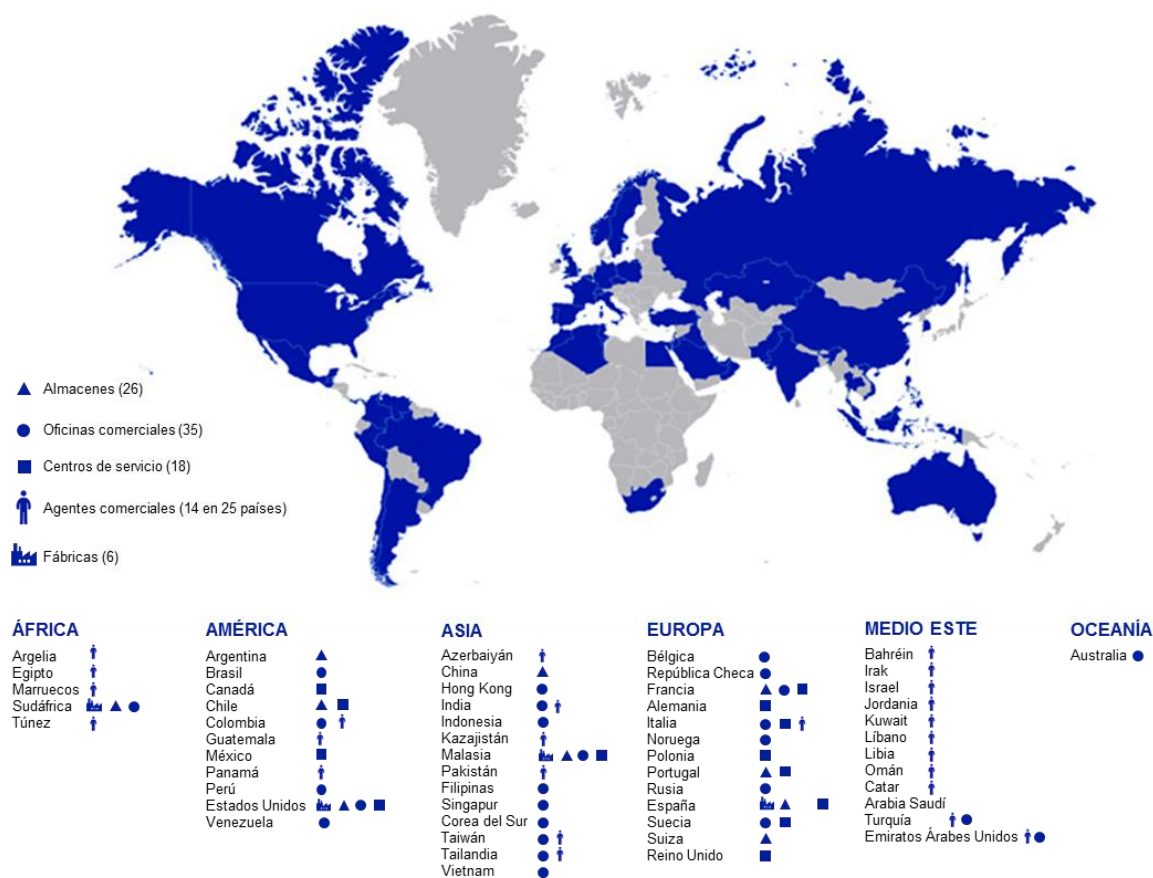 Almacenes (26)
Oficinas comerciales (35)
Centros de servicio (18)
Agentes comerciales (14 en 25 países)
Fábricas (6)
ÁFRICA
Argelia
Egipto
Marruecos
Sudáfrica
Túnez
AMÉRICA
Argentina
Brasil
Canadá
Chile
Colombia
Guatemala
México
Panamá
Perú
Estados Unidos
Venezuela
ASIA
Azerbaiyán
China
Hong Kong
India
Indonesia
Kazajistán
Malasia
Pakistán
Filipinas
Singapur
Corea del Sur
Taiwán
Tailandia
Vietnam
EUROPA
Bélgica
República Checa
Francia
Alemania
Italia
Noruega
Polonia
Portugal
Rusia
España
Suecia
Suiza
Reino Unido
MEDIO ESTE
Bahréin
Irak
Israel
Jordania
Kuwait
Líbano
Libia
Omán
Catar
Arabia Saudí
Turquía
Emiratos Árabes Unidos
OCEANÍA
Australia